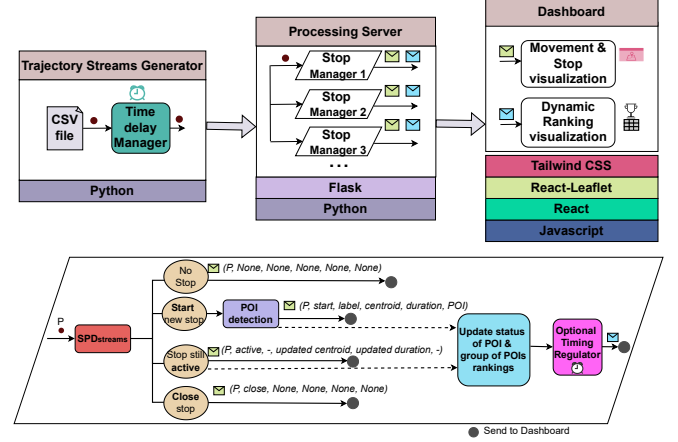 Trajectory Streams Generator
CSV
file
Time
delay
Manager
Python
Processing Server
Stop
Manager 1
Stop
Manager 2
Stop
Manager 3
...
Flask
Python
Dashboard
Movement &
Stop
visualization
Dynamic
Ranking
visualization
Tailwind CSS
React-Leaflet
React
Javascript
P
SPDstreams
No
Stop
(P, None, None, None, None, None)
Start
new stop
POI
detection
(P, start, label, centroid, duration, POI)
Stop still
active
(P, active, -, updated centroid, updated duration, -)
Close
stop
(P, close, None, None, None, None)
Update status
of POI &
group of POIs
rankings
Optional
Timing
Regulator
Send to Dashboard